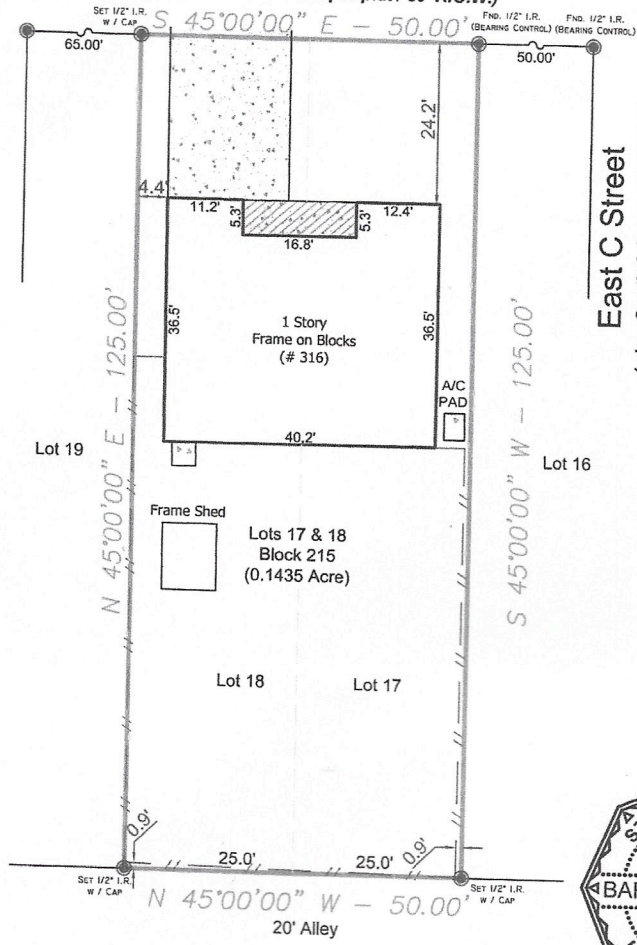 SET 1/2" I.R.
W / CAP
S 45°00'00" E – 50.00'
FND. 1/2" I.R.
(BEARING CONTROL)
FND. 1/2" I.R.
(BEARING CONTROL)
65.00'
50.00'
24.2'
4.4'
11.2'
5.3'
16.8'
5.3'
12.4'
East C Street
N 45°00'00" E – 125.00'
36.5'
1 Story
Frame on Blocks
(# 316)
36.5'
S 45°00'00" W – 125.00'
A/C
PAD
40.2'
Lot 19
Lot 16
Frame Shed
Lots 17 & 18
Block 215
(0.1435 Acre)
Lot 18
Lot 17
0.9'
25.0'
25.0'
0.9'
SET 1/2" I.R.
W / CAP
N 45°00'00" W – 50.00'
SET 1/2" I.R.
W / CAP
20' Alley